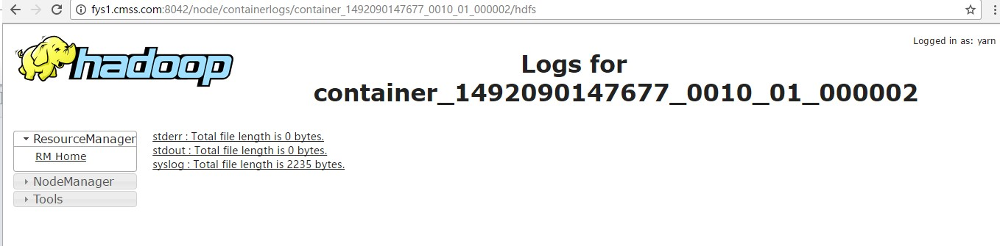 fys1.cmss.com:8042/node/containerlogs/container_1492090147677_0010_01_000002/hdfs
Logged in as: yarn
hadoop
Logs for
container_1492090147677_0010_01_000002
ResourceManager
RM Home
NodeManager
Tools
stderr : Total file length is 0 bytes.
stdout : Total file length is 0 bytes.
syslog : Total file length is 2235 bytes.